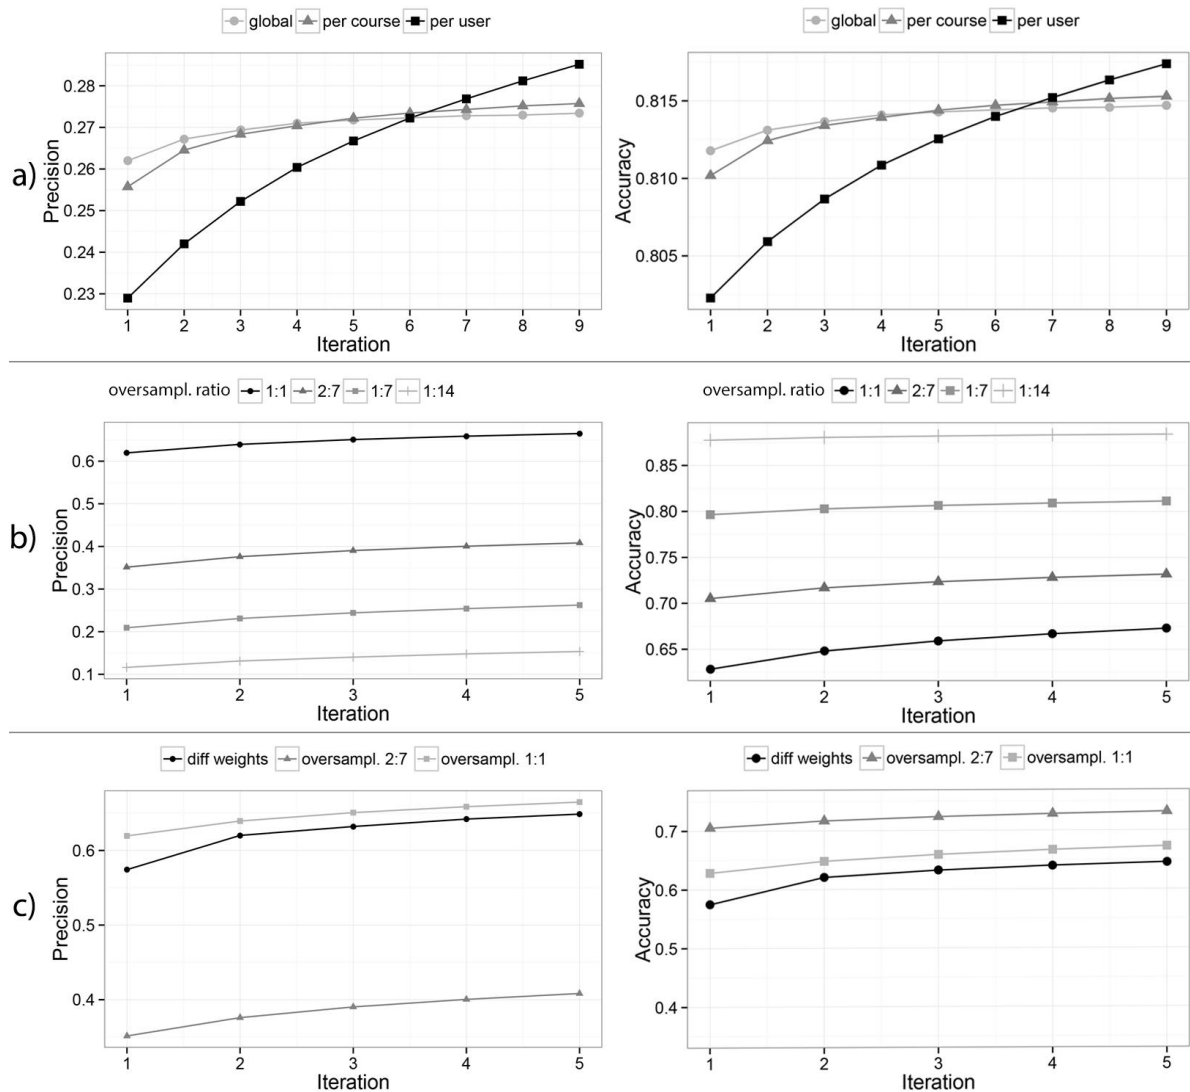 global per course per user
global per course per user
a)
Precision
0.28
0.27
0.26
0.25
0.24
0.23
1 2 3 4 5 6 7 8 9
Iteration
Accuracy
0.815
0.810
0.805
1 2 3 4 5 6 7 8 9
Iteration
oversampl. ratio 1:1 2:7 1:7 1:14
oversampl. ratio 1:1 2:7 1:7 1:14
b)
Precision
0.6
0.5
0.4
0.3
0.2
0.1
1 2 3 4 5
Iteration
Accuracy
0.85
0.80
0.75
0.70
0.65
1 2 3 4 5
Iteration
diff weights oversampl. 2:7 oversampl. 1:1
diff weights oversampl. 2:7 oversampl. 1:1
c)
Precision
0.6
0.5
0.4
1 2 3 4 5
Iteration
Accuracy
0.7
0.6
0.5
0.4
1 2 3 4 5
Iteration